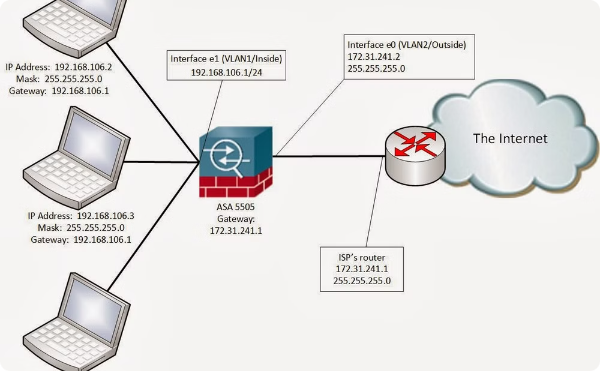 IP Address: 192.168.106.2
Mask: 255.255.255.0
Gateway: 192.168.106.1
Interface e1 (VLAN1/Inside)
192.168.106.1/24
Interface e0 (VLAN2/Outside)
172.31.241.2
255.255.255.0
The Internet
IP Address: 192.168.106.3
Mask: 255.255.255.0
Gateway: 192.168.106.1
ASA 5505
Gateway:
172.31.241.1
ISP's router
172.31.241.1
255.255.255.0